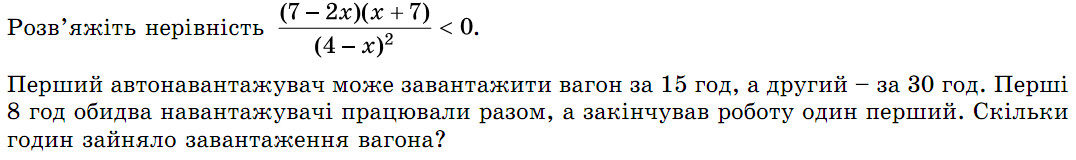 Розв'яжіть нерівність \frac{(7 − 2x)(x + 7)}{(4 − x)^2} < 0.
Перший автонавантажувач може завантажити вагон за 15 год, а другий – за 30 год. Перші
8 год обидва навантажувачі працювали разом, а закінчував роботу один перший. Скільки
годин зайняло завантаження вагона?